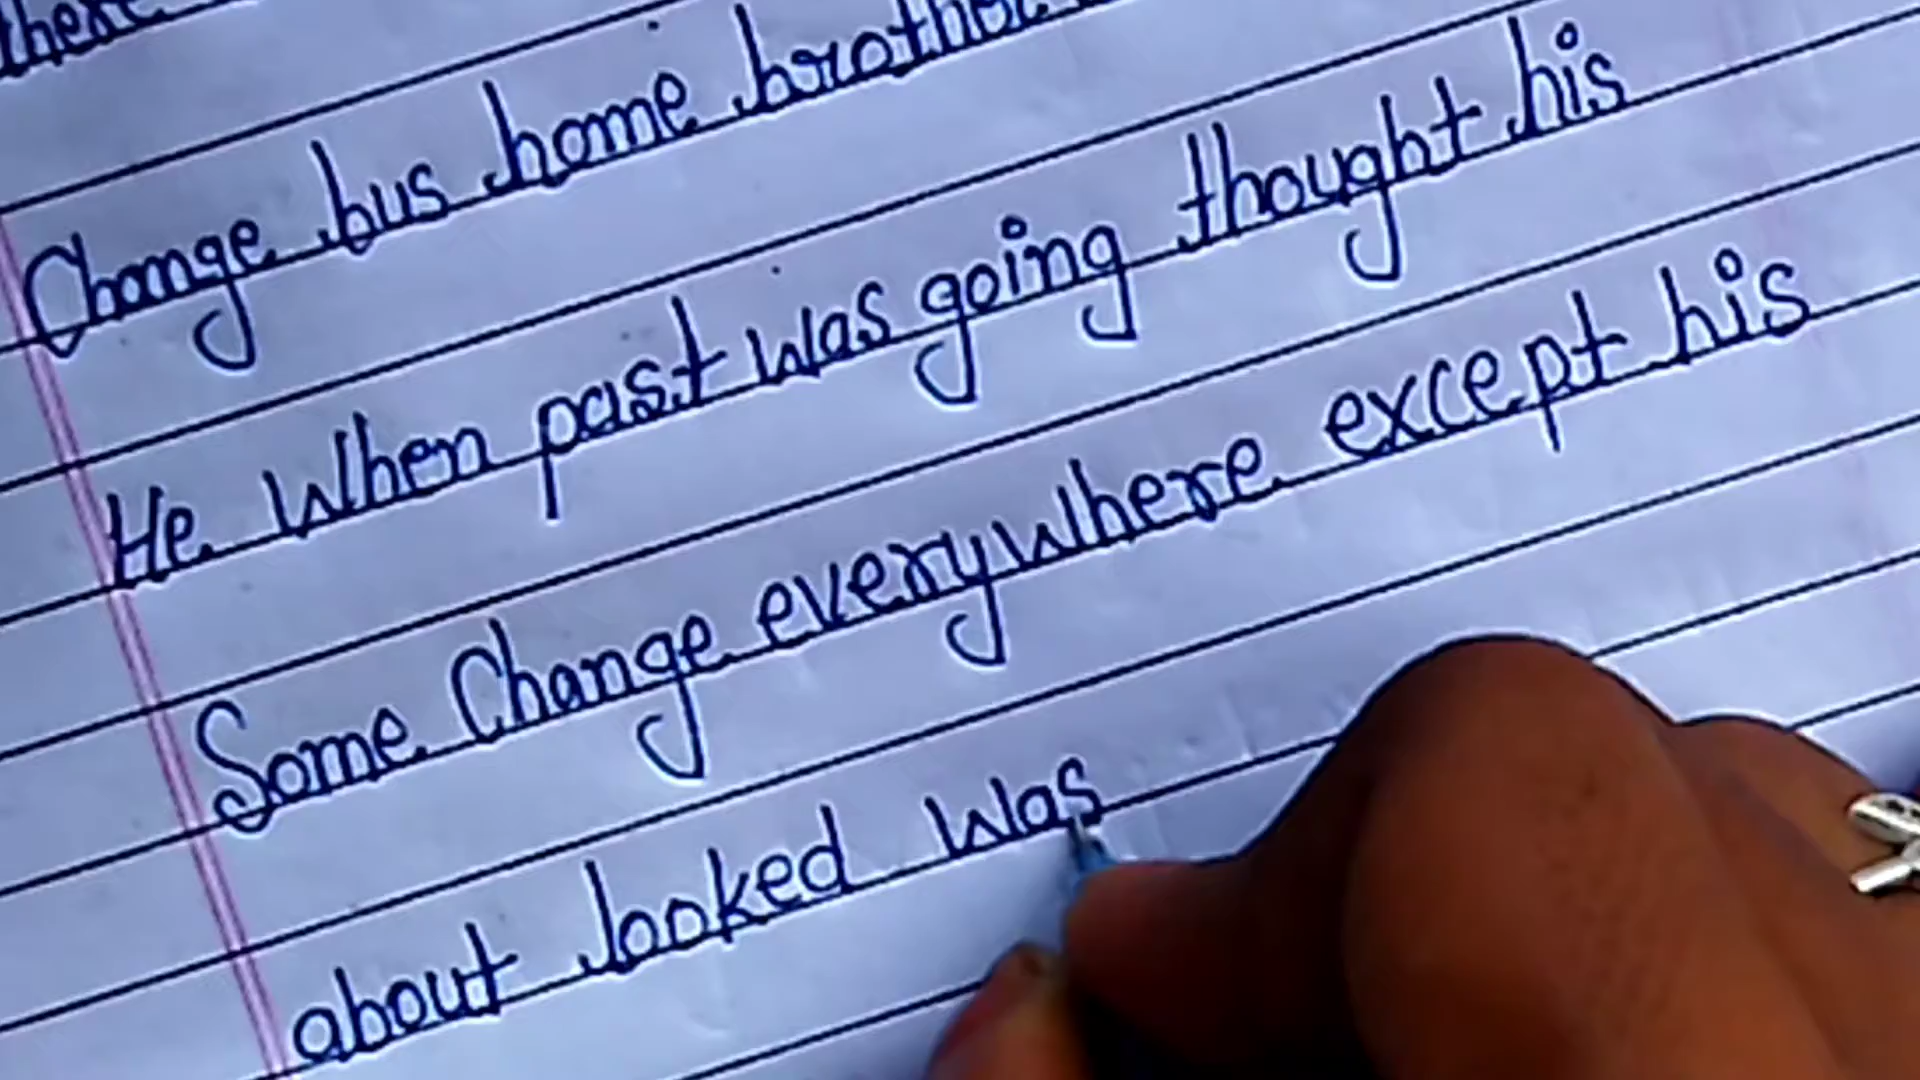 there
Change bus home brother
He When past was going thought his
Some Change everywhere except his
about looked was